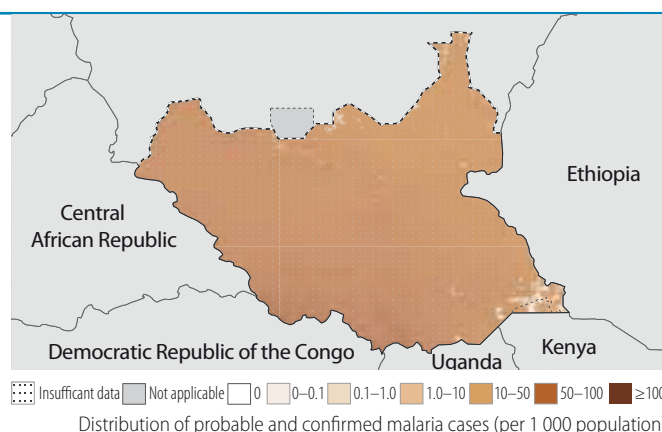 Ethiopia
Central
African Republic
Democratic Republic of the Congo
Uganda
Kenya
Insufficant data Not applicable 0 0–0.1 0.1–1.0 1.0–10 10–50 50–100 ≥100
Distribution of probable and confirmed malaria cases (per 1 000 population